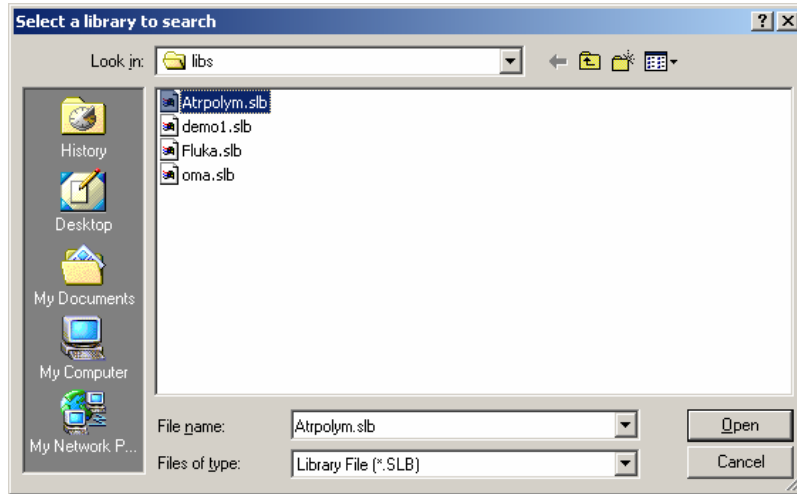 Select a library to search
Look in:
libs
History
Desktop
My Documents
My Computer
My Network P...
Atrpolym.slb
demo1.slb
Fluka.slb
oma.slb
File name:
Atrpolym.slb
Open
Files of type:
Library File (*.SLB)
Cancel